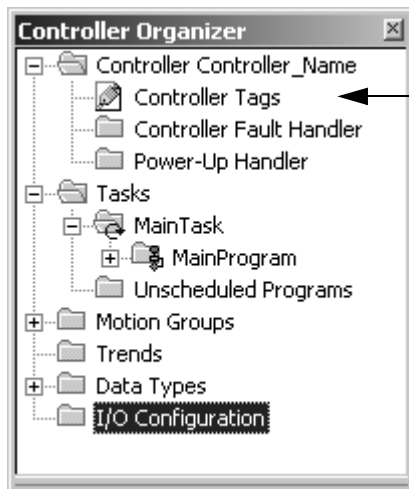 Controller Organizer
Controller Controller_Name
Controller Tags
Controller Fault Handler
Power-Up Handler
Tasks
MainTask
MainProgram
Unscheduled Programs
Motion Groups
Trends
Data Types
I/O Configuration